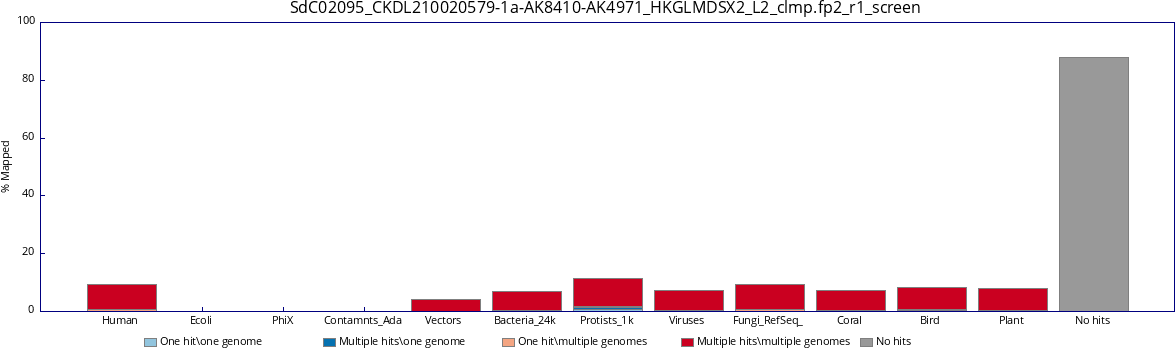 SdC02095_CKDL210020579-1a-AK8410-AK4971_HKGLMDSX2_L2_clmp.fp2_r1_screen
100
80
60
40
20
0
% Mapped
Human Ecoli PhiX Contamnts_Ada Vectors Bacteria_24k Protists_1k Viruses Fungi_RefSeq_ Coral Bird Plant No hits
One hit\one genome Multiple hits\one genome One hit\multiple genomes Multiple hits\multiple genomes No hits